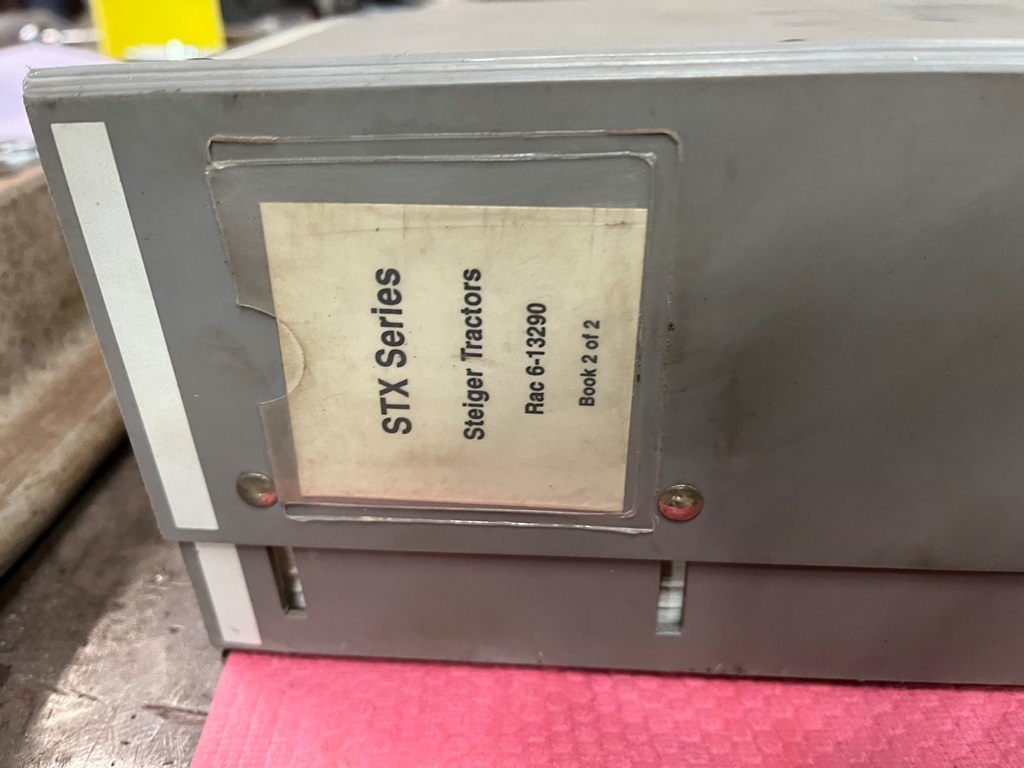 STX Series
Steiger Tractors
Rac 6-13290
Book 2 of 2